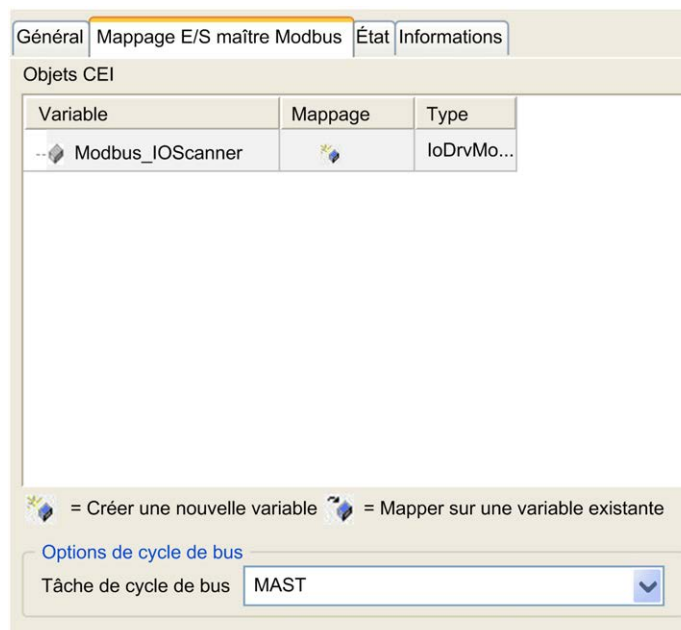 Général Mappage E/S maître Modbus État Informations
Objets CEI
Variable Mappage Type
Modbus_IOScanner IoDrvMo...
= Créer une nouvelle variable = Mapper sur une variable existante
Options de cycle de bus
Tâche de cycle de bus MAST